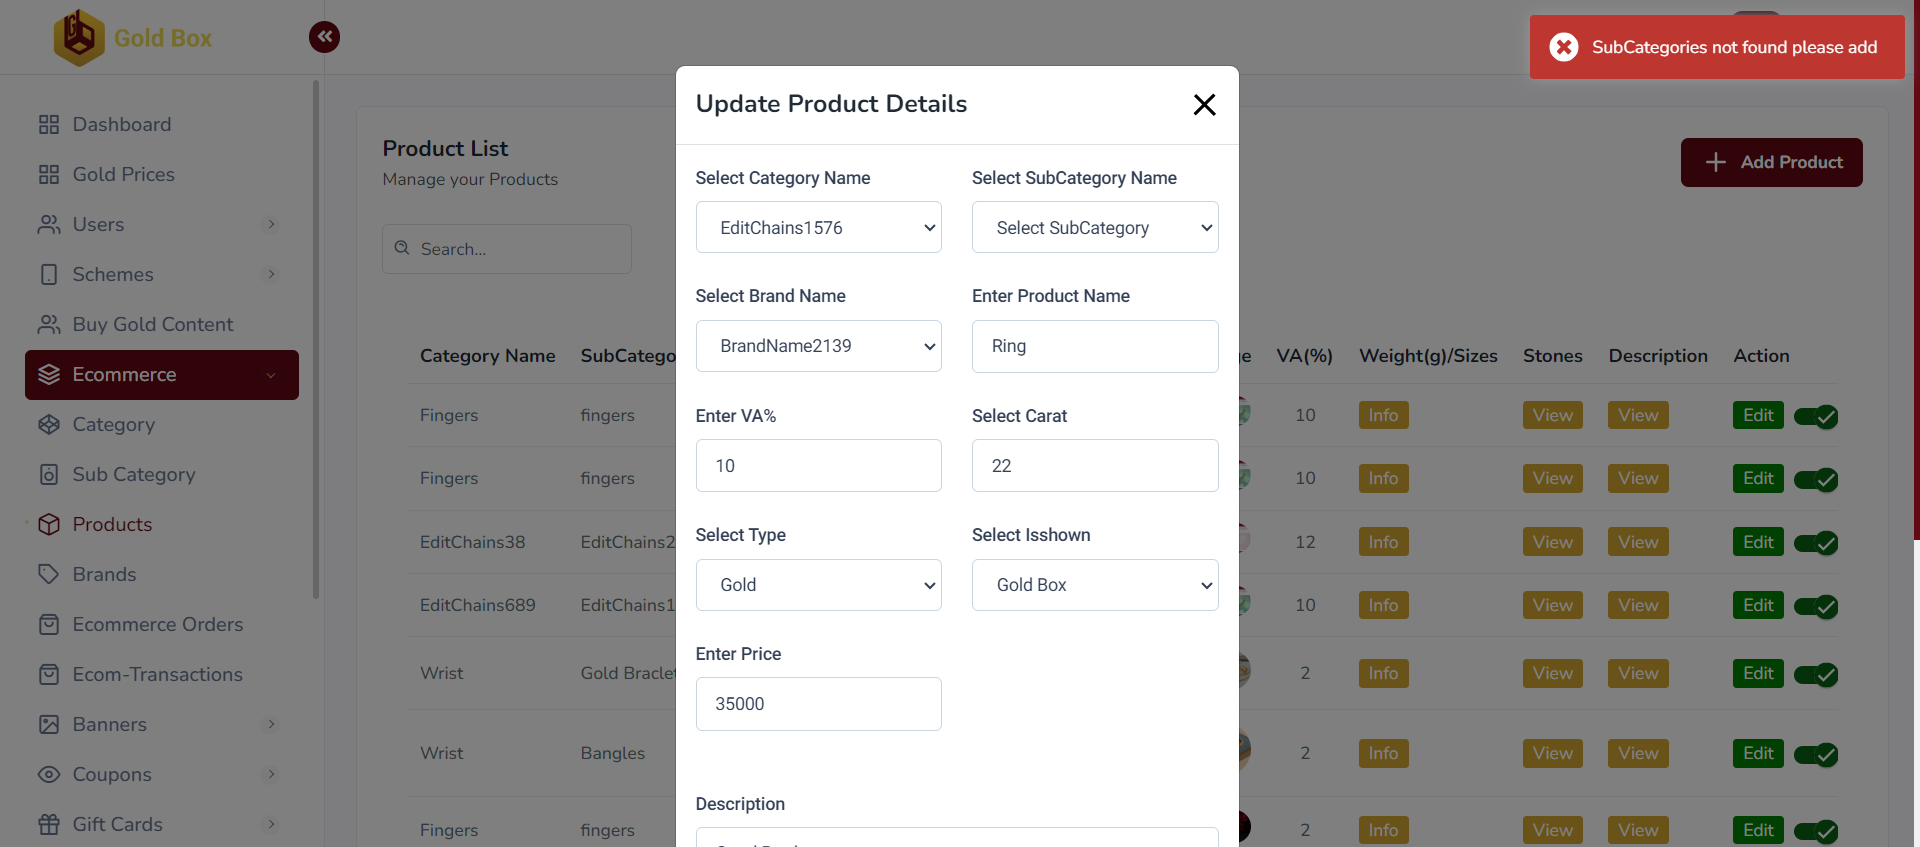 Gold Box
SubCategories not found please add
Dashboard
Gold Prices
Users
Schemes
Buy Gold Content
Ecommerce
Category
Sub Category
Products
Brands
Ecommerce Orders
Ecom-Transactions
Banners
Coupons
Gift Cards
Product List
Manage your Products
Add Product
Search...
Category Name SubCatego VA(%) Weight(g)/Sizes Stones Description Action
Fingers fingers 10 Info View View Edit
Fingers fingers 10 Info View View Edit
EditChains38 EditChains2 12 Info View View Edit
EditChains689 EditChains1 10 Info View View Edit
Wrist Gold Braclet 2 Info View View Edit
Wrist Bangles 2 Info View View Edit
Fingers fingers 2 Info View View Edit
Update Product Details
Select Category Name Select SubCategory Name
EditChains1576 Select SubCategory
Select Brand Name Enter Product Name
BrandName2139 Ring
Enter VA% Select Carat
10 22
Select Type Select Isshown
Gold Gold Box
Enter Price
35000
Description